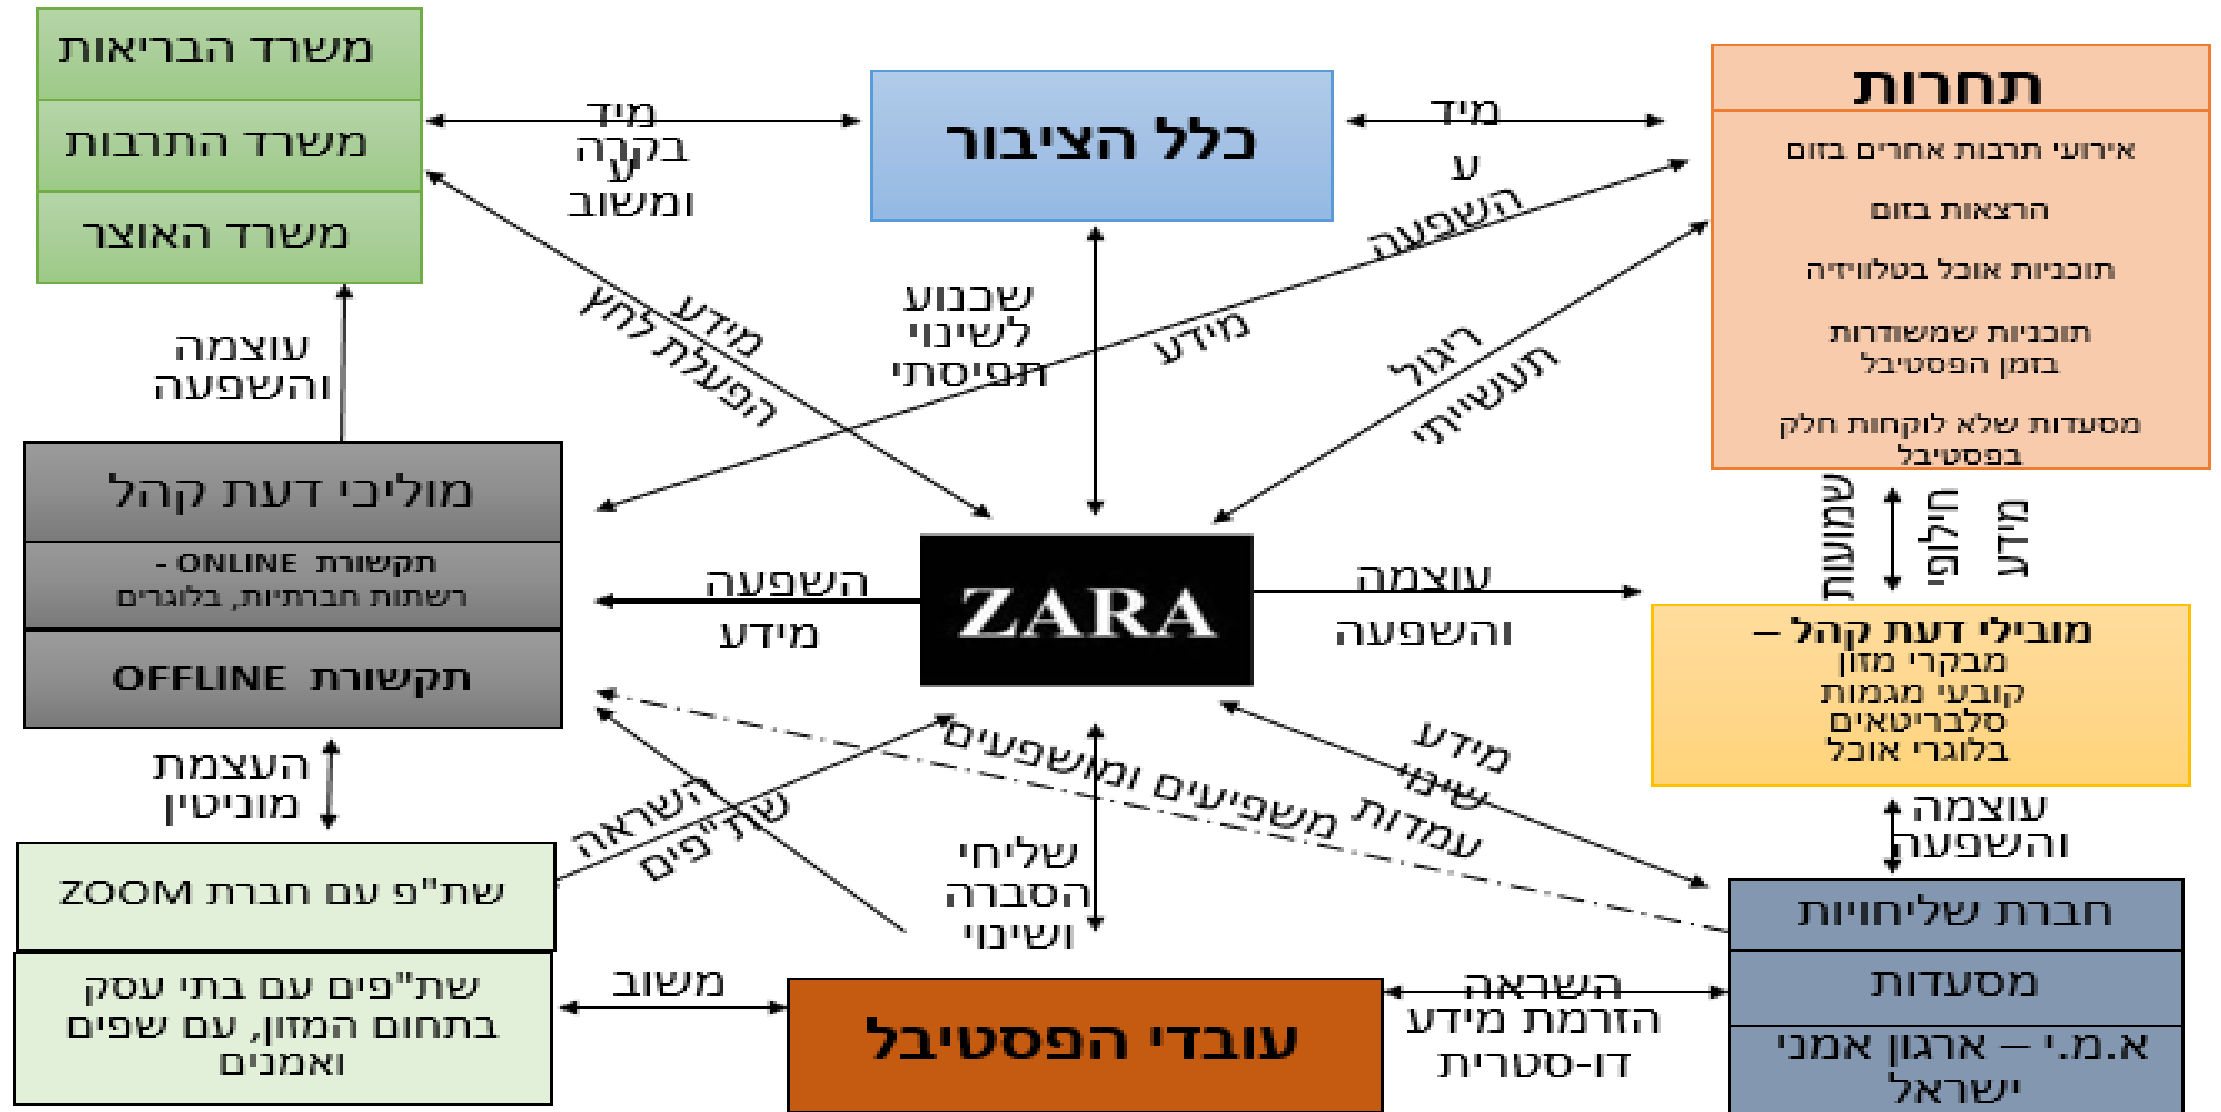 משרד הבריאות
משרד התרבות
משרד האוצר
מיד
ע
בקרה
ומשוב
כלל הציבור
מיד
ע
תחרות
אירועי תרבות אחרים בזום
הרצאות בזום
תוכניות אוכל בטלוויזיה
תוכניות שמשודרות
בזמן הפסטיבל
מסעדות שלא לוקחות חלק
בפסטיבל
השפעה
מידע
ריגול
תעשייתי
שכנוע
לשינוי
תפיסתי
מידע
הפעלת לחץ
עוצמה
והשפעה
מוליכי דעת קהל
תקשורת ONLINE -
רשתות חברתיות, בלוגרים
תקשורת OFFLINE
השפעה
מידע
ZARA
עוצמה
והשפעה
שמועות
חילופי
מידע
מובילי דעת קהל –
מבקרי מזון
קובעי מגמות
סלבריטאים
בלוגרי אוכל
העצמת
מוניטין
השראה
שת"פים
משפיעים ומושפעים
מידע
שינוי
עמדות
עוצמה
והשפעה
שליחי
הסברה
ושינוי
שת"פ עם חברת ZOOM
שת"פים עם בתי עסק
בתחום המזון, עם שפים
ואמנים
משוב
עובדי הפסטיבל
השראה
הזרמת מידע
דו-סטרית
חברת שליחויות
מסעדות
א.מ.י – ארגון אמני
ישראל